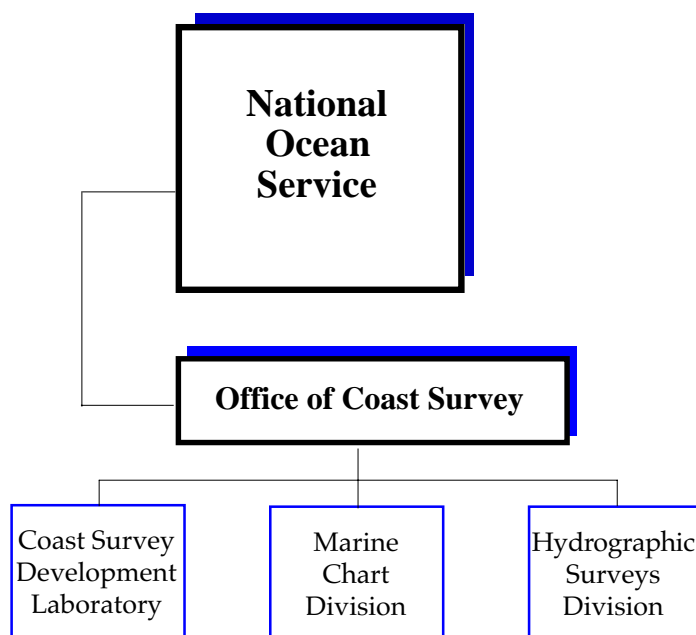 National
Ocean
Service
Office of Coast Survey
Coast Survey
Development
Laboratory
Marine
Chart
Division
Hydrographic
Surveys
Division